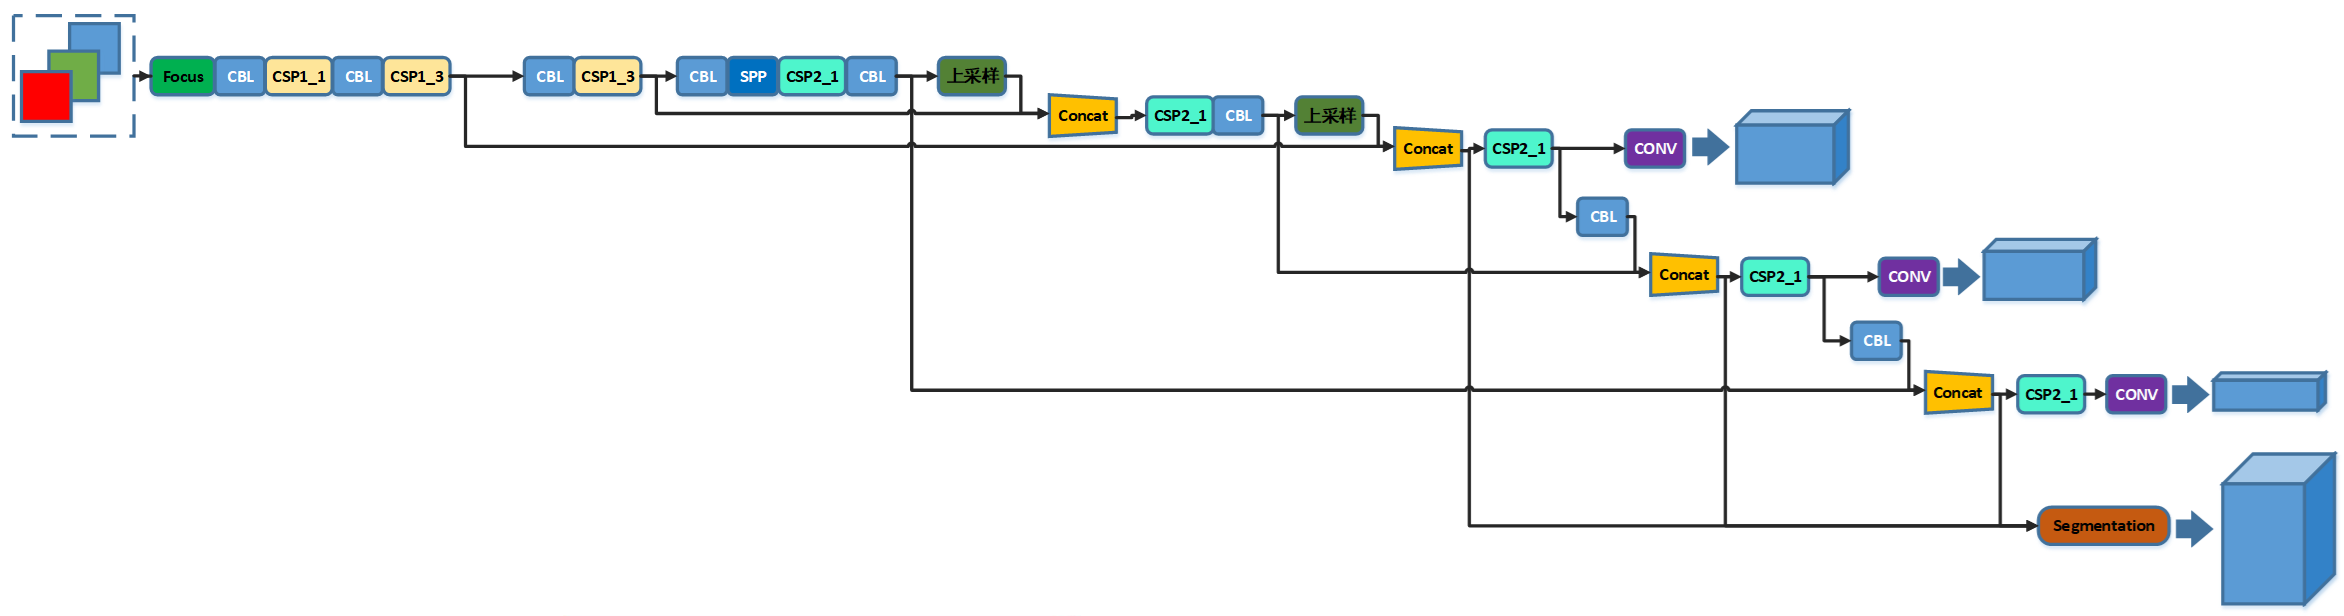 Focus CBL CSP1_1 CBL CSP1_3 CBL CSP1_3 CBL SPP CSP2_1 CBL 上采样
Concat CSP2_1 CBL 上采样
Concat CSP2_1 CONV
CBL
Concat CSP2_1 CONV
CBL
Concat CSP2_1 CONV
Segmentation